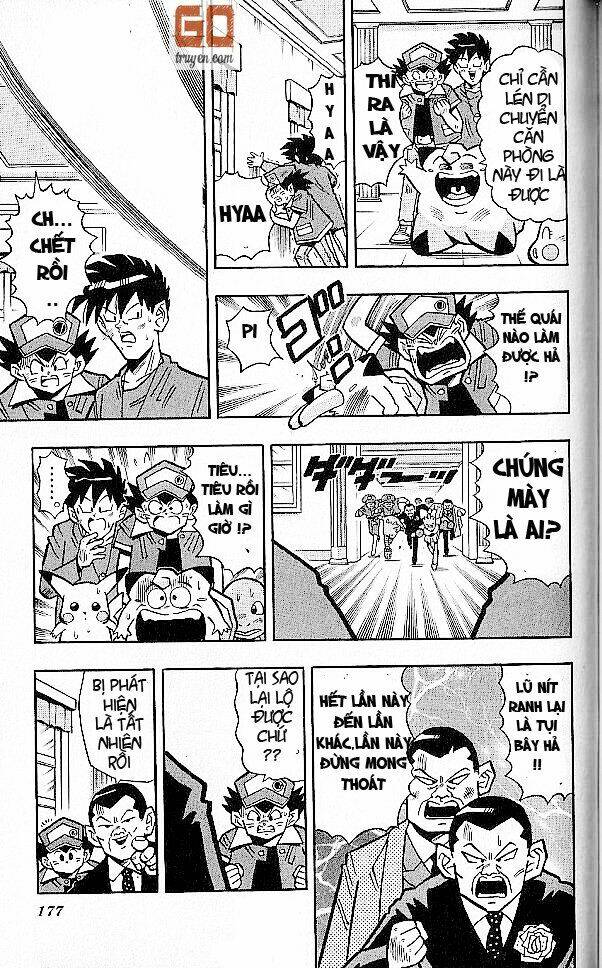 GO
truyen.com
CHỈ CẦN
LÉN DI
CHUYỂN
CĂN
PHÒNG
NÀY ĐI LÀ
ĐƯỢC
THÌ
RA LÀ
VẬY
HYAA
HYAA
CH...
CHẾT
RỒI
..
THẾ QUÁI
NÀO LÀM
ĐƯỢC HẢ
!?
PI
CHÚNG
MÀY
LÀ AI?
TIÊU...
TIÊU RỒI
LÀM GÌ
GIỜ !?
......
LŨ NÍT
RANH LẠI
LÀ TỤI
BÂY HẢ
!!
HẾT LẦN NÀY
ĐẾN LẦN
KHÁC,LẦN NÀY
ĐỪNG MONG
THOÁT
TẠI SAO
LẠI LỘ
ĐƯỢC
CHỨ
??
BỊ PHÁT
HIỆN
LÀ TẤT
NHIÊN
RỒI
177